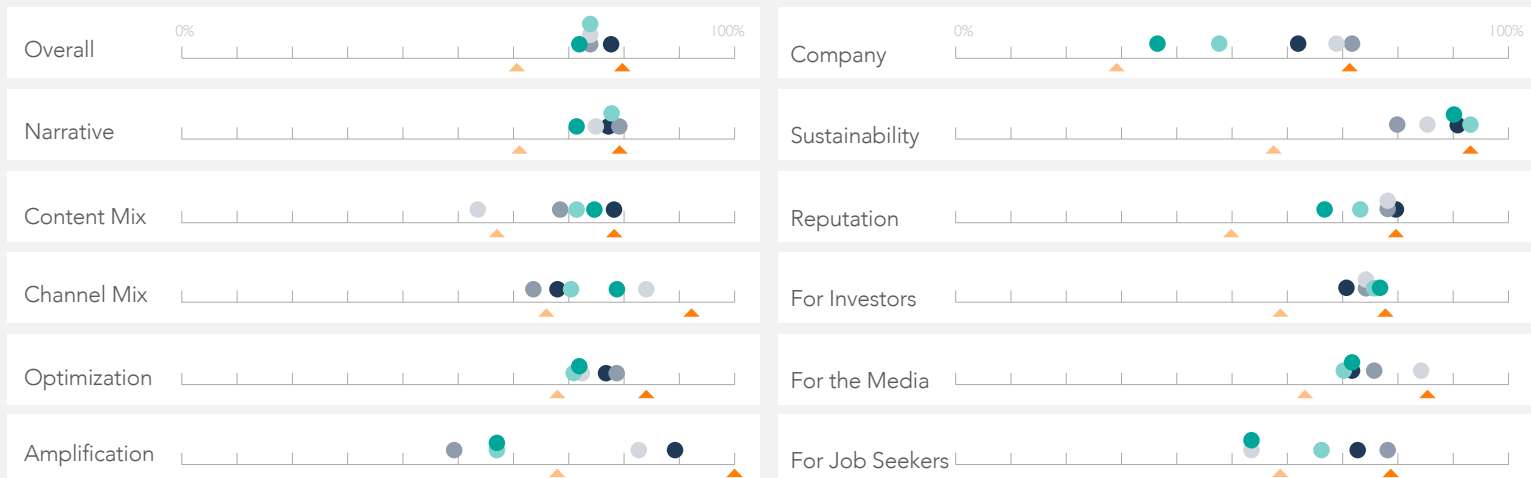 0%
100%
Overall
Narrative
Content Mix
Channel Mix
Optimization
Amplification
0%
100%
Company
Sustainability
Reputation
For Investors
For the Media
For Job Seekers